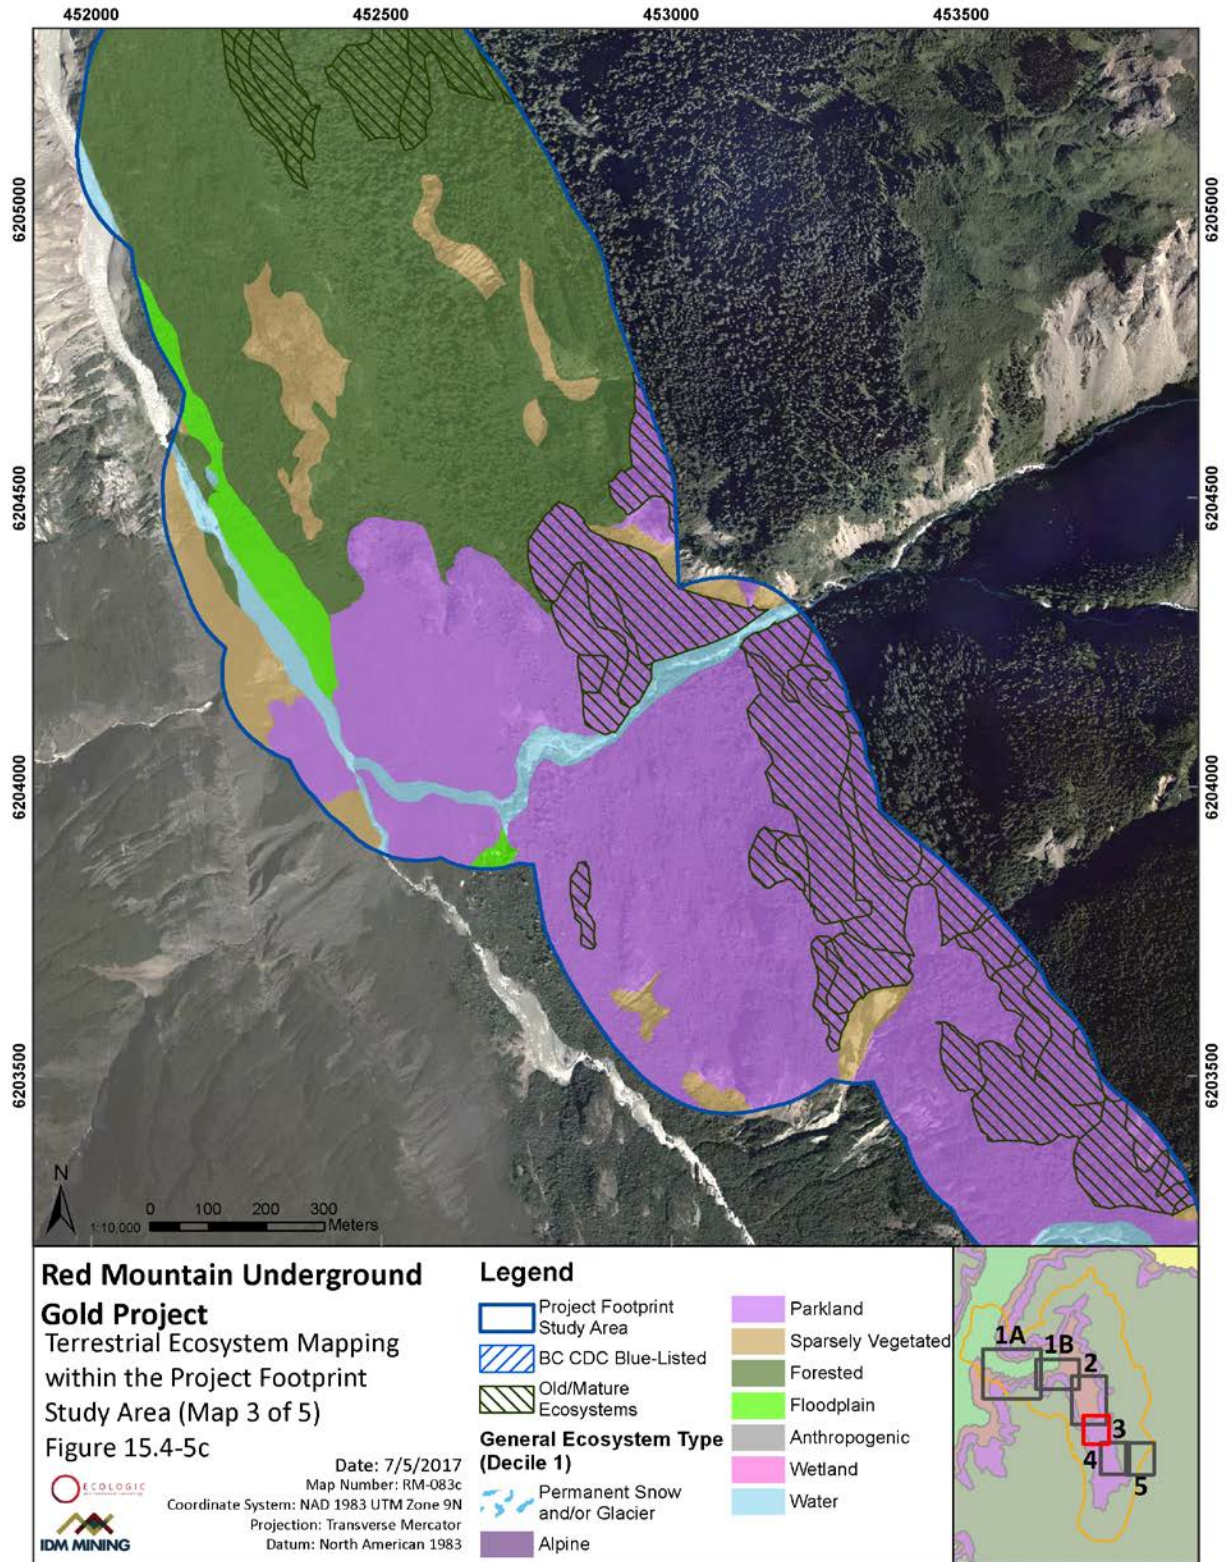 452000
452500
453000
453500
6205000
6205000
6204500
6204500
6204000
6204000
6203500
6203500
N
0 100 200 300
1:10,000
Meters
Red Mountain Underground
Gold Project
Terrestrial Ecosystem Mapping
within the Project Footprint
Study Area (Map 3 of 5)
Figure 15.4-5c
Date: 7/5/2017
Map Number: RM-083c
Coordinate System: NAD 1983 UTM Zone 9N
Projection: Transverse Mercator
Datum: North American 1983
ECOLOGIC
IDM MINING
Legend
Project Footprint
Study Area
BC CDC Blue-Listed
Old/Mature
Ecosystems
General Ecosystem Type
(Decile 1)
Permanent Snow
and/or Glacier
Alpine
Parkland
Sparsely Vegetated
Forested
Floodplain
Anthropogenic
Wetland
Water
1A
1B
2
3
4
5